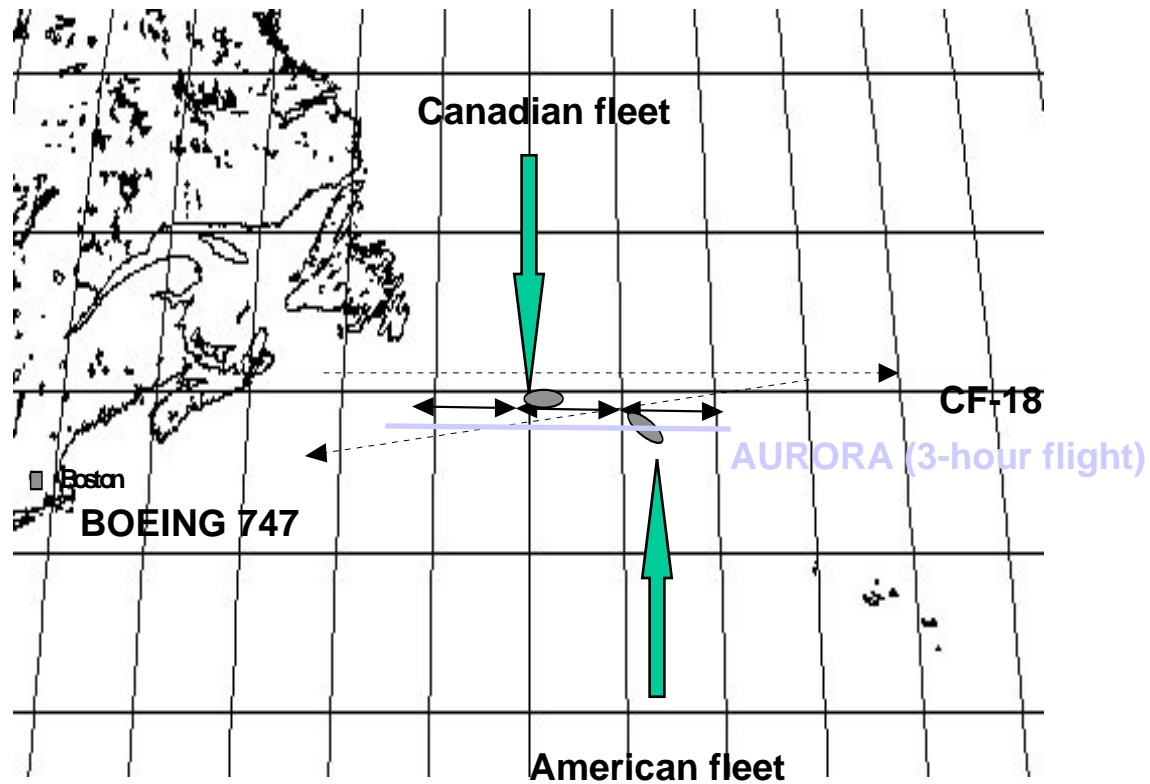 Canadian fleet
CF-18
AURORA (3-hour flight)
Boston
BOEING 747
American fleet